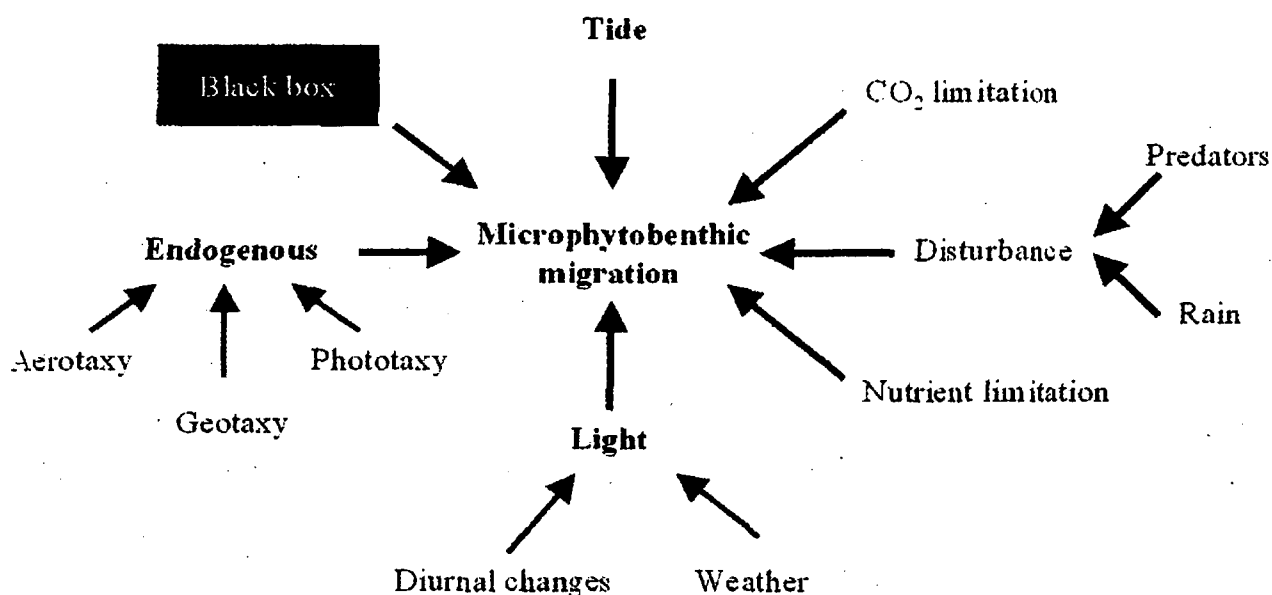 Tide
Black box
CO₂ limitation
Predators
Microphytobenthic
migration
Endogenous
Disturbance
Rain
Aerotaxy
Phototaxy
Geotaxy
Nutrient limitation
Light
Diurnal changes
Weather